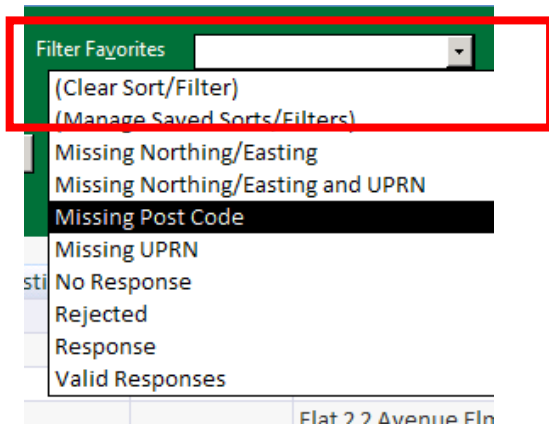 Filter Favorites
(Clear Sort/Filter)
(Manage Saved Sorts/Filters)
Missing Northing/Easting
Missing Northing/Easting and UPRN
Missing Post Code
Missing UPRN
sti No Response
Rejected
Response
Valid Responses
Flat 2 2 Avenue Elm